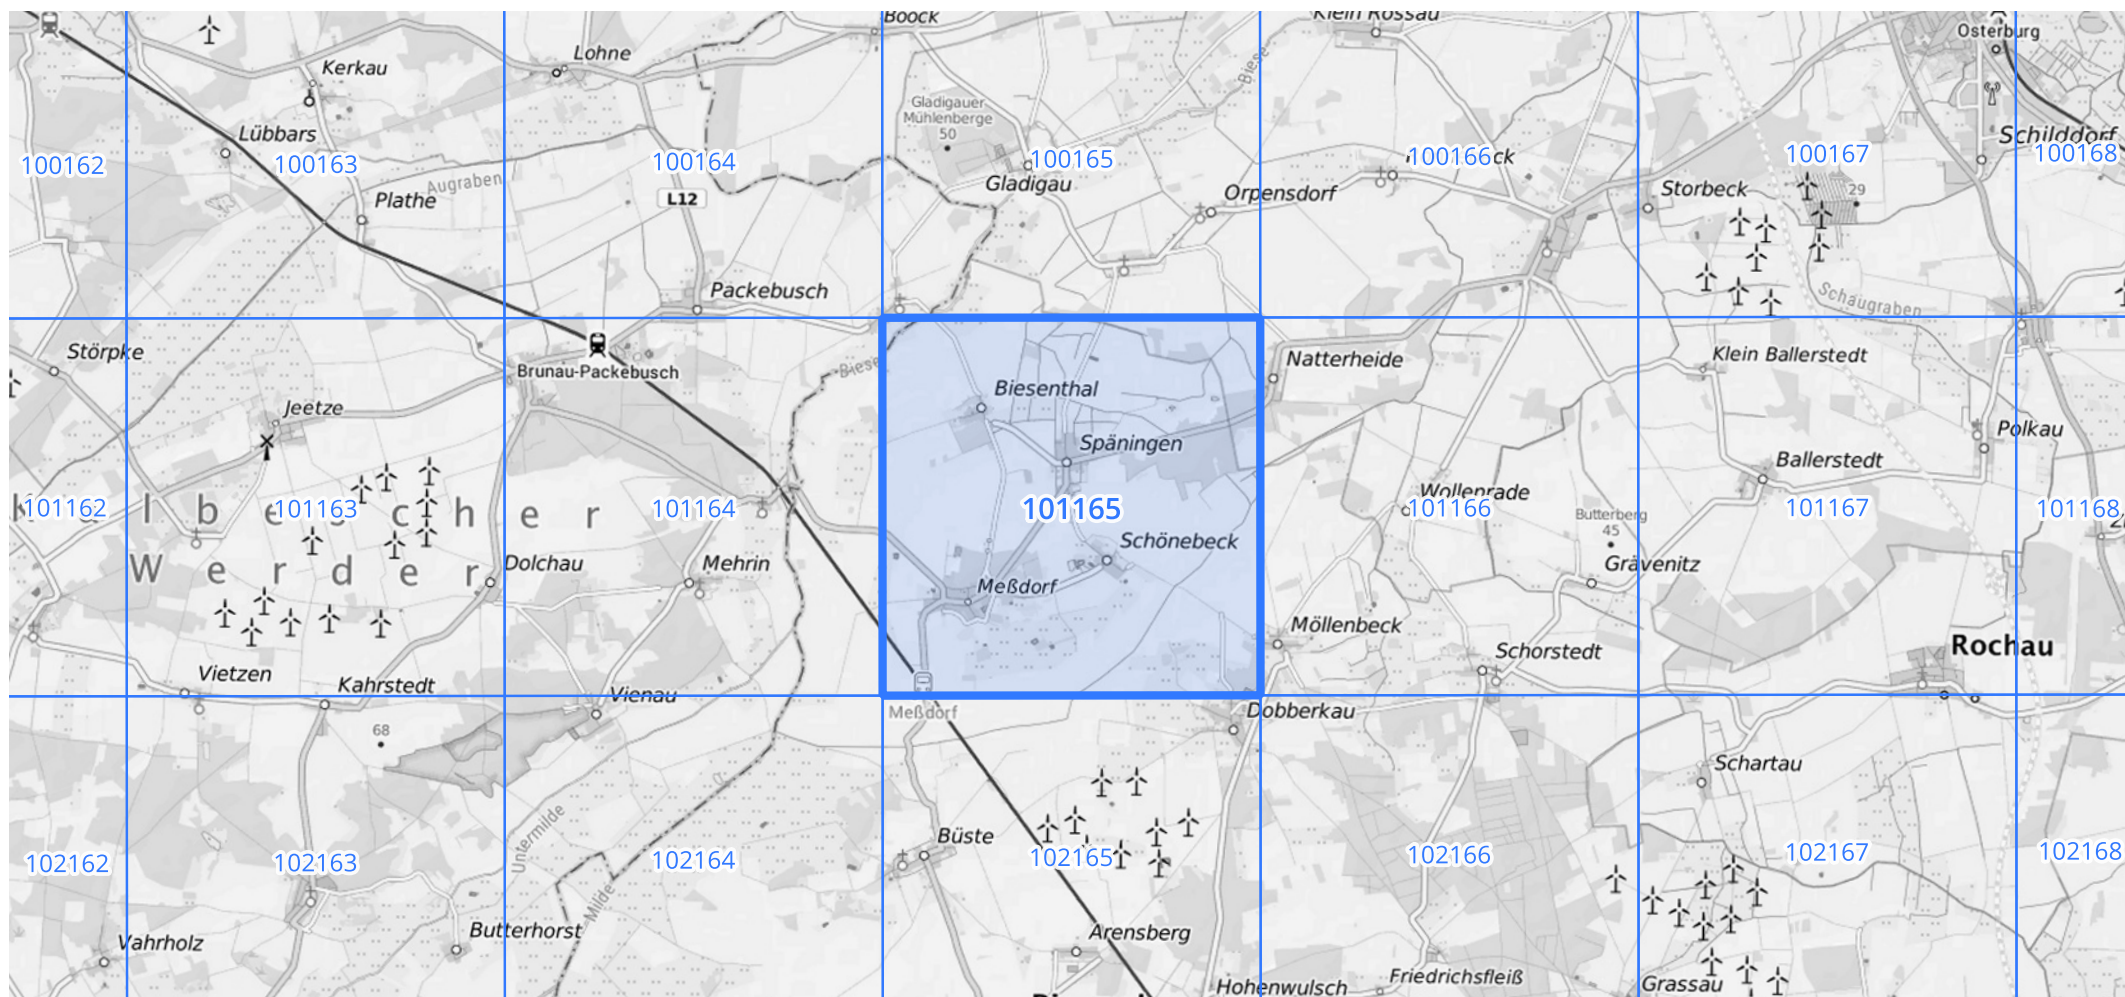 Boock
Klein Rossau
Osterburg
Lohne
Kerkau
Biese
Gladigauer
Mühlenberge
50
Lübbars
Schilddorf
100162
100163
100164
100165
100166
ck
100167
100168
Augraben
Gladigau
Plathe
L12
Orpensdorf
Storbeck
29
Packebusch
Schaugraben
Störpke
Brunau-Packebusch
Biese
Natterheide
Klein Ballerstedt
Jeetze
Biesenthal
Späningen
Polkau
Ballerstedt
Wollenrade
101162
101163
101164
101165
101166
101167
101168
K a l b e s c h e r
Butterberg
45
Schönebeck
W e r d e r
Dolchau
Mehrin
Grävenitz
Meßdorf
Möllenbeck
Schorstedt
Rochau
Vietzen
Kahrstedt
Vienau
Meßdorf
Dobberkau
68
Schartau
Untermilde
Büste
102162
102163
102164
102165
102166
102167
102168
Milde
Vahrholz
Butterhorst
Arensberg
Friedrichsfleiß
Grassau
Hohenwulsch